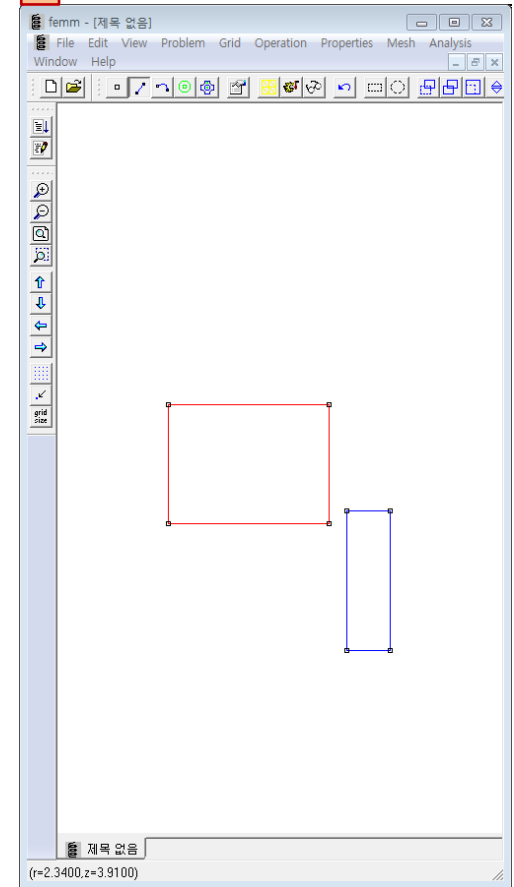 femm - [제목 없음]
File Edit View Problem Grid Operation Properties Mesh Analysis
Window Help
grid
size
제목 없음
(r=2.3400,z=3.9100)